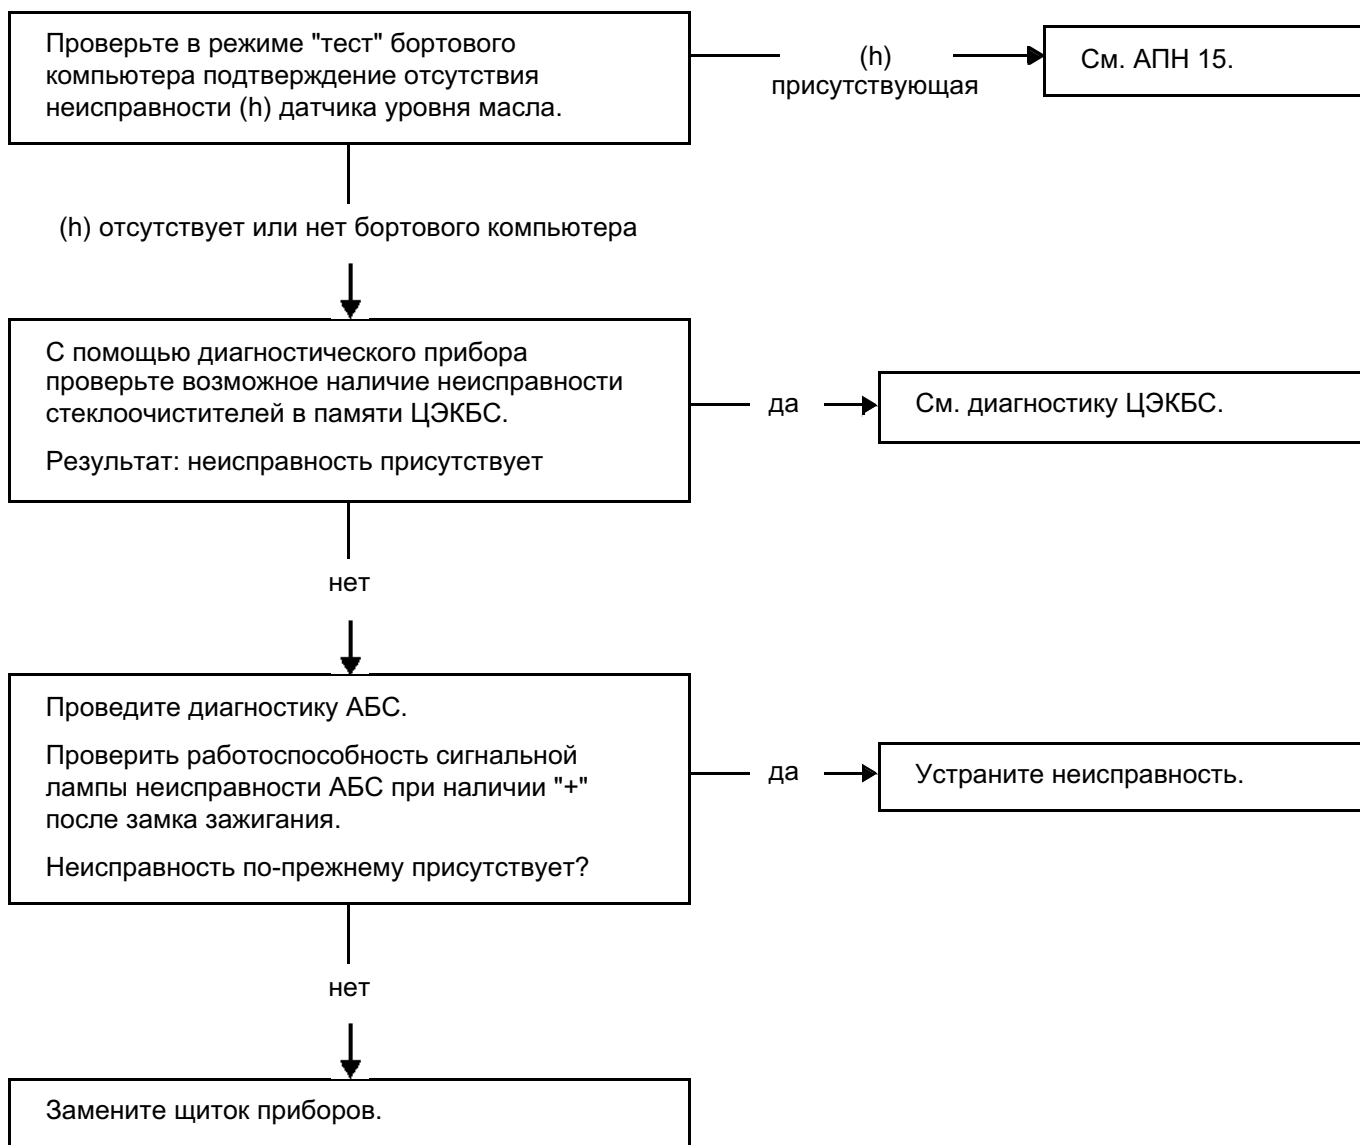 Проверьте в режиме "тест" бортового
компьютера подтверждение отсутствия
неисправности (h) датчика уровня масла.
(h)
присутствующая
См. АПН 15.
(h) отсутствует или нет бортового компьютера
С помощью диагностического прибора
проверьте возможное наличие неисправности
стеклоочистителей в памяти ЦЭКБС.
Результат: неисправность присутствует
да
См. диагностику ЦЭКБС.
нет
Проведите диагностику АБС.
Проверить работоспособность сигнальной
лампы неисправности АБС при наличии "+"
после замка зажигания.
Неисправность по-прежнему присутствует?
да
Устраните неисправность.
нет
Замените щиток приборов.